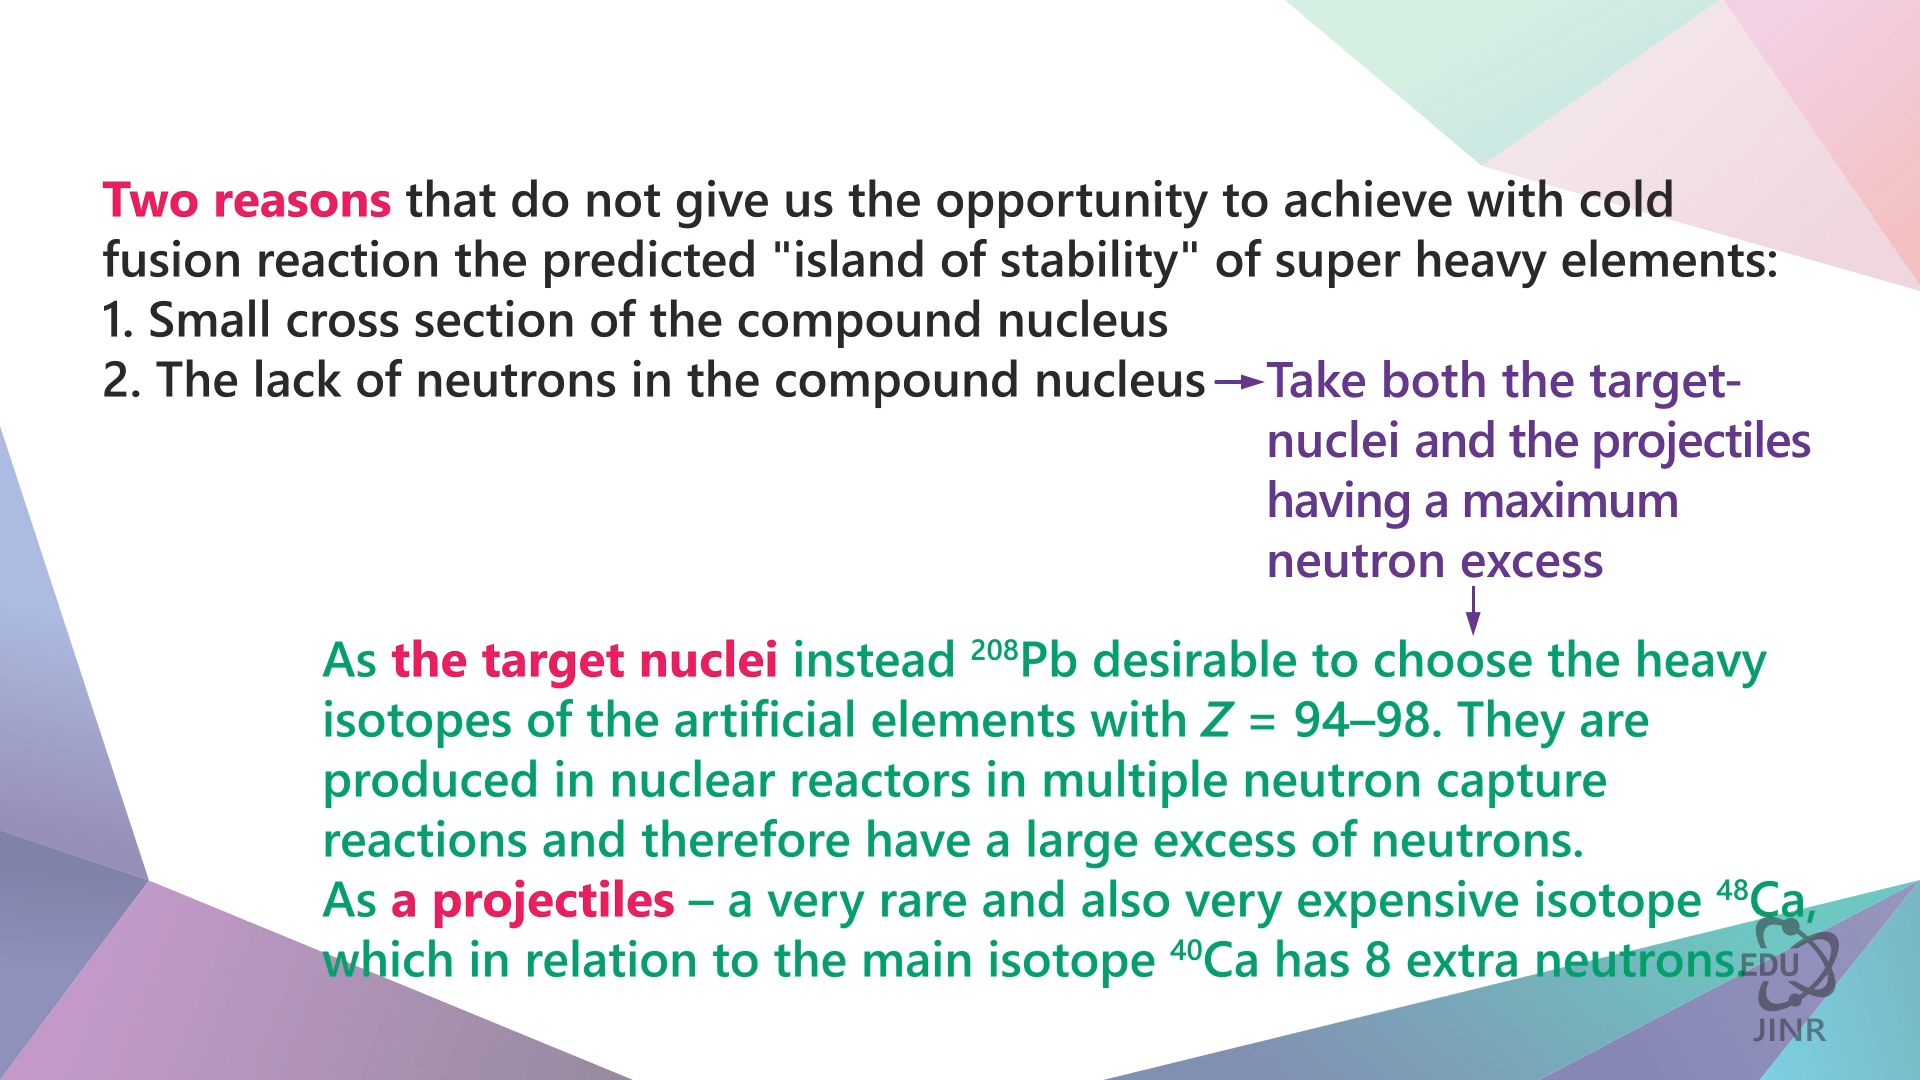 Two reasons that do not give us the opportunity to achieve with cold
fusion reaction the predicted "island of stability" of super heavy elements:
1. Small cross section of the compound nucleus
2. The lack of neutrons in the compound nucleus
Take both the target-
nuclei and the projectiles
having a maximum
neutron excess
As the target nuclei instead ²⁰⁸Pb desirable to choose the heavy
isotopes of the artificial elements with Z = 94–98. They are
produced in nuclear reactors in multiple neutron capture
reactions and therefore have a large excess of neutrons.
As a projectiles – a very rare and also very expensive isotope ⁴⁸Ca,
which in relation to the main isotope ⁴⁰Ca has 8 extra neutrons.
EDU
JINR